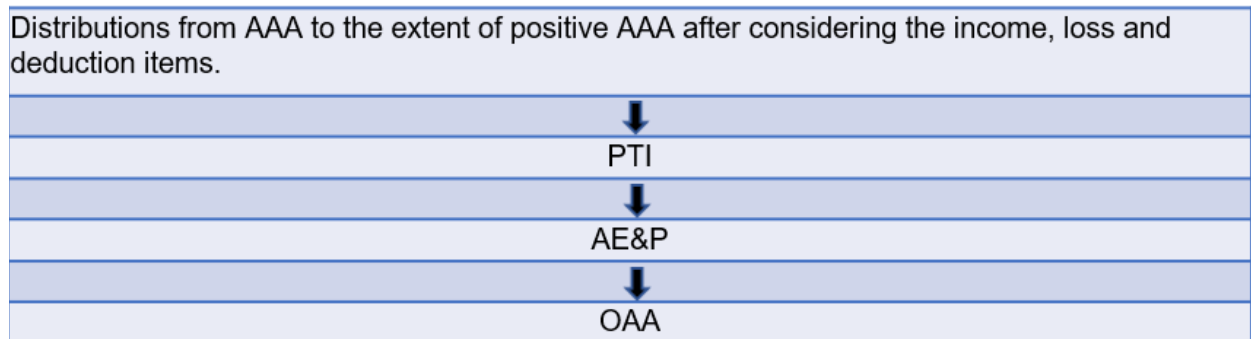 Distributions from AAA to the extent of positive AAA after considering the income, loss and
deduction items.
PTI
AE&P
OAA